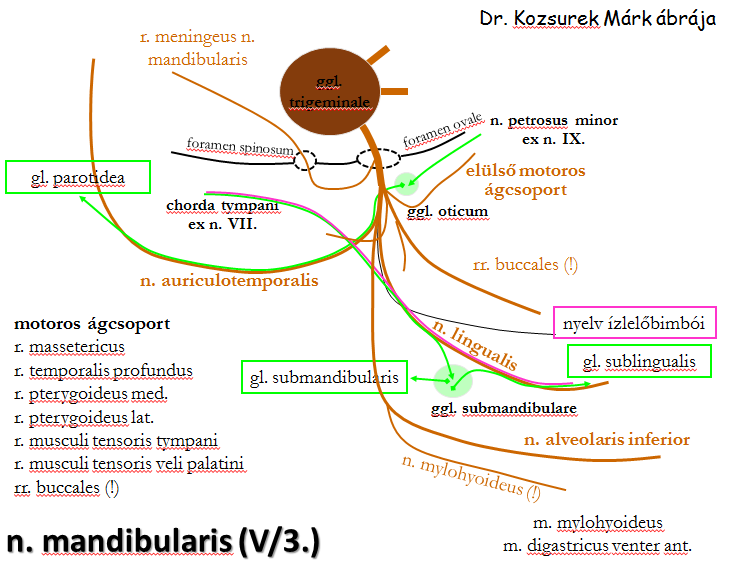 Dr. Kozsurek Márk ábrája
r. meningeus n.
mandibularis
ggl.
trigeminale
n. petrosus minor
ex n. IX.
foramen spinosum
foramen ovale
elülső motoros
ágcsoport
gl. parotidea
chorda tympani
ex n. VII.
ggl. oticum
n. auriculotemporalis
rr. buccales (!)
nyelv ízlelőbimbói
n. lingualis
gl. sublingualis
gl. submandibularis
ggl. submandibulare
motoros ágcsoport
r. massetericus
r. temporalis profundus
r. pterygoideus med.
r. pterygoideus lat.
r. musculi tensoris tympani
r. musculi tensoris veli palatini
rr. buccales (!)
n. alveolaris inferior
n. mylohyoideus (!)
m. mylohyoideus
m. digastricus venter ant.
n. mandibularis (V/3.)